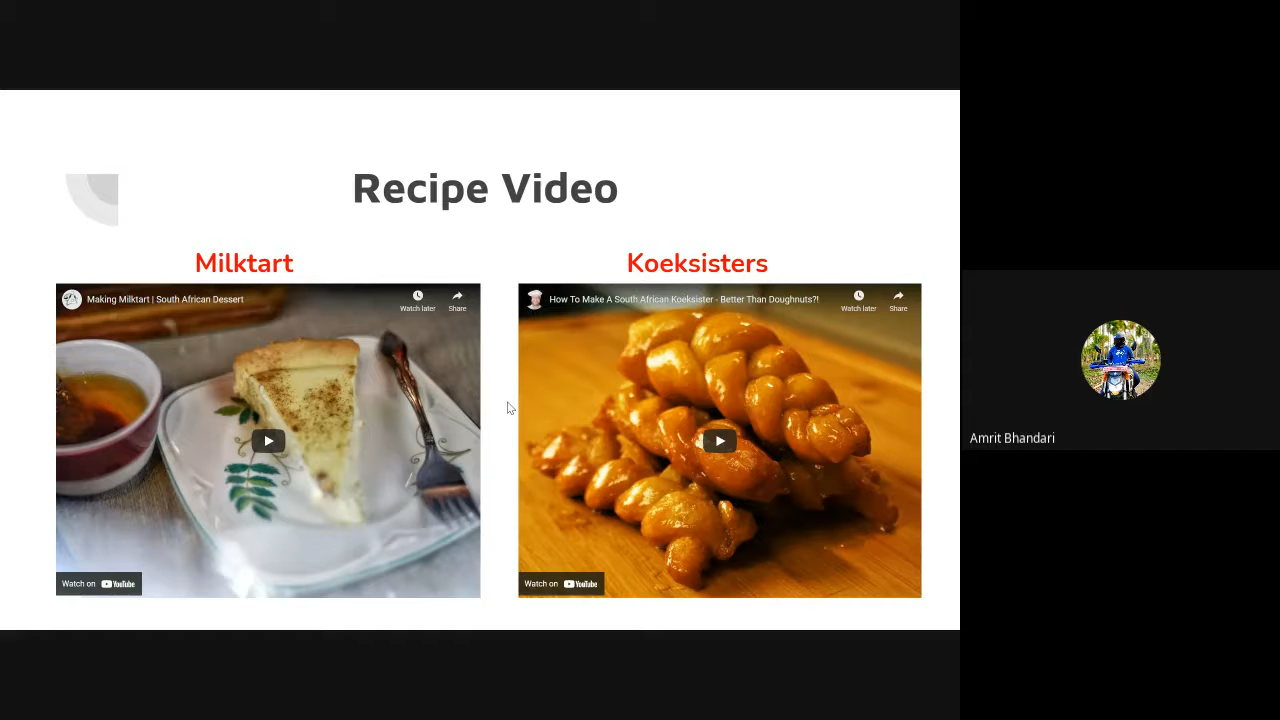 Recipe Video
Milktart
Koeksisters
Making Milktart | South African Dessert
Watch later
Share
How To Make A South African Koeksister - Better Than Doughnuts?!
Watch later
Share
Watch on YouTube
Watch on YouTube
Amrit Bhandari